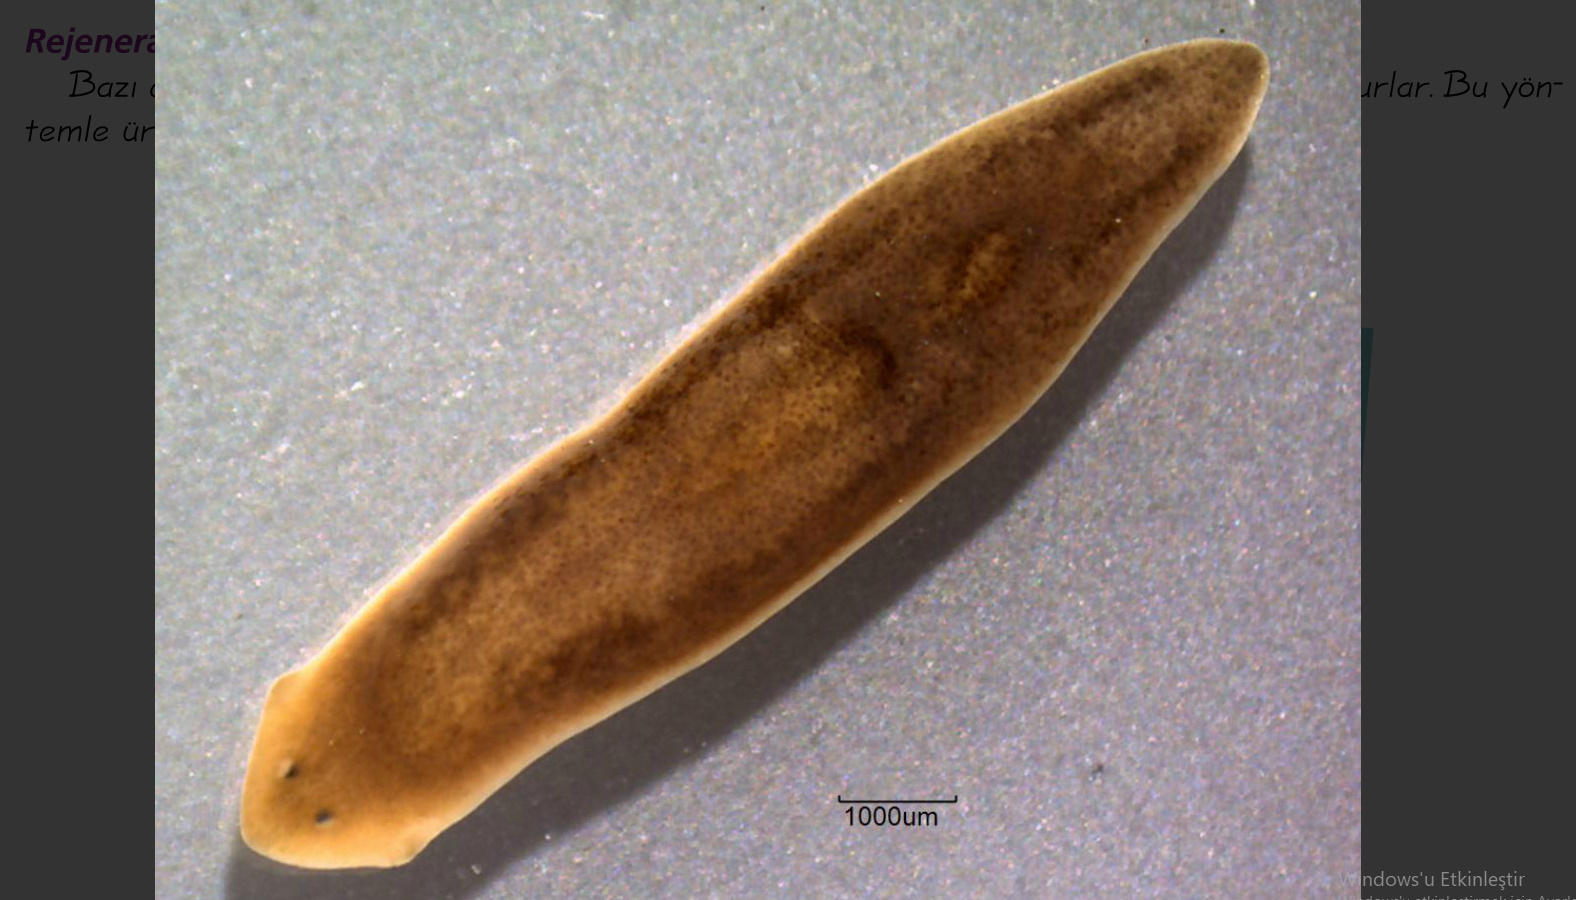 Rejenera
Bazı urlar. Bu yön-
temle ür
1000um
Windows'u Etkinleştir